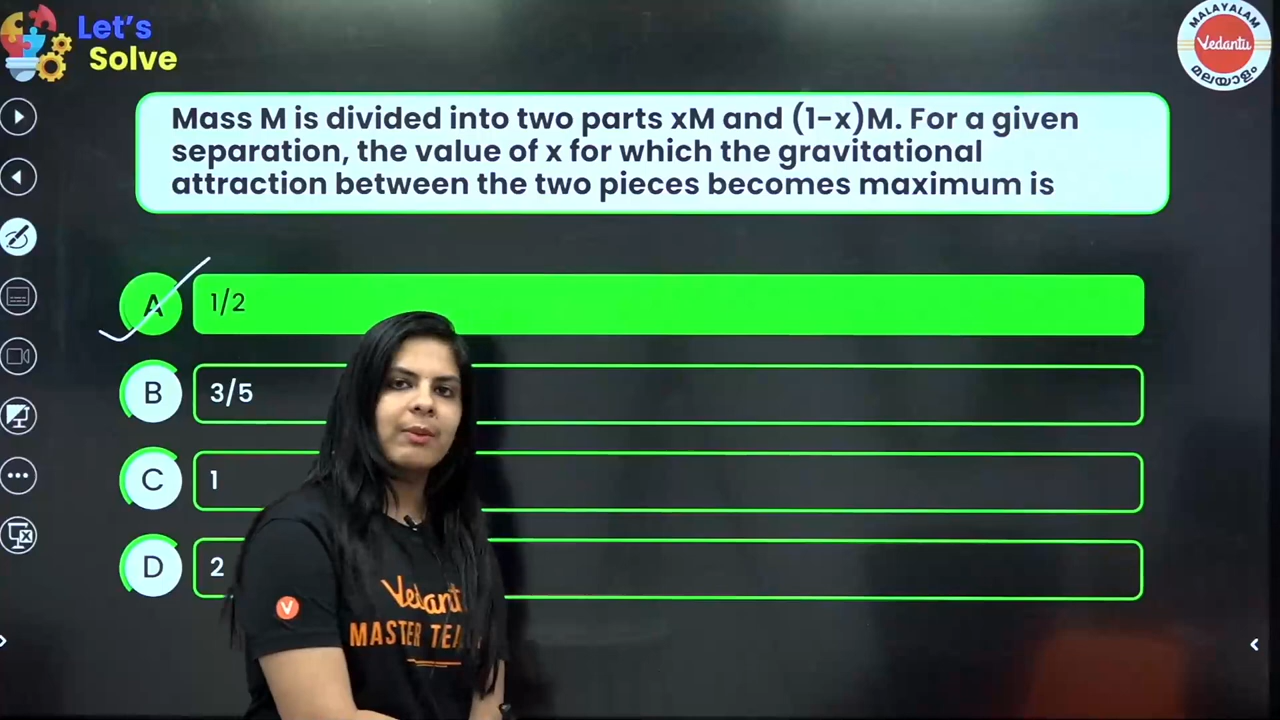 Let's
Solve
MALAYALAM
Vedantu
മലയാളം
Mass M is divided into two parts xM and (1-x)M. For a given
separation, the value of x for which the gravitational
attraction between the two pieces becomes maximum is
A
1/2
B
3/5
C
1
D
2
V
MASTER